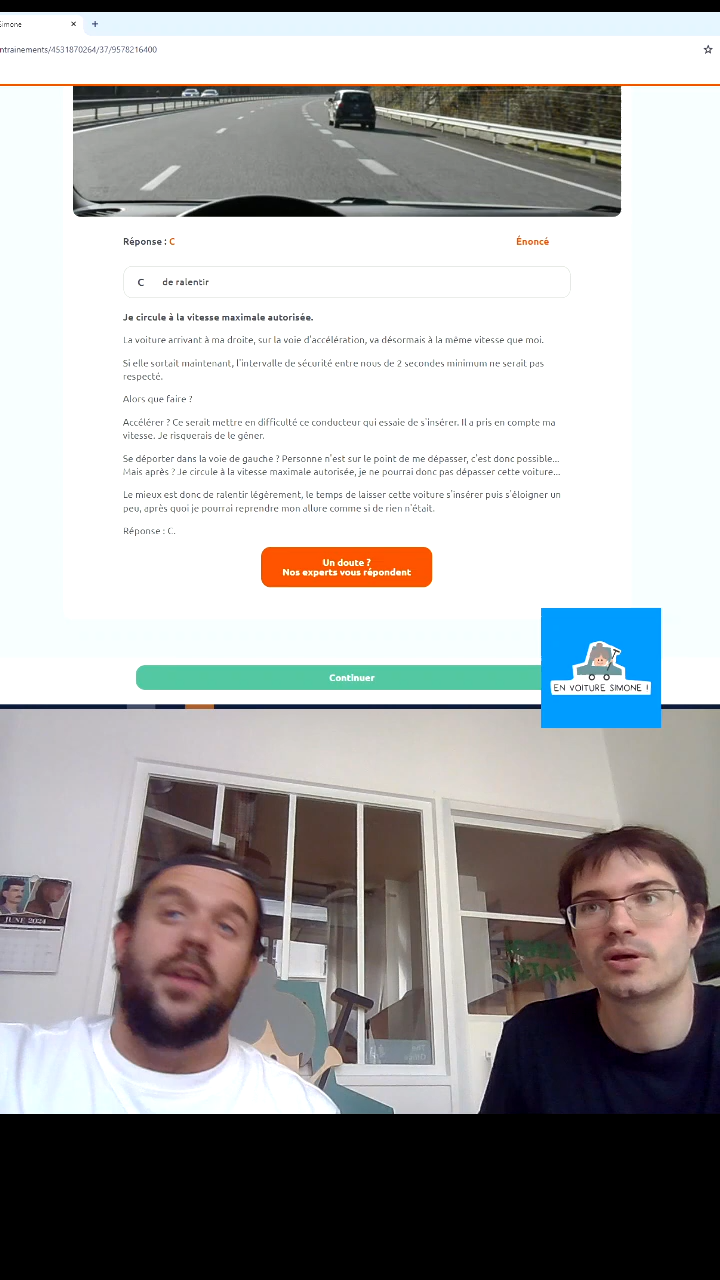 Simone
ntrainements/4531870264/37/9578216400
Réponse : C
Énoncé
C de ralentir
Je circule à la vitesse maximale autorisée.
La voiture arrivant à ma droite, sur la voie d'accélération, va désormais à la même vitesse que moi.
Si elle sortait maintenant, l'intervalle de sécurité entre nous de 2 secondes minimum ne serait pas
respecté.
Alors que faire ?
Accélérer ? Ce serait mettre en difficulté ce conducteur qui essaie de s'insérer. Il a pris en compte ma
vitesse. Je risquerais de le gêner.
Se déporter dans la voie de gauche ? Personne n'est sur le point de me dépasser, c'est donc possible...
Mais après ? Je circule à la vitesse maximale autorisée, je ne pourrai donc pas dépasser cette voiture...
Le mieux est donc de ralentir légèrement, le temps de laisser cette voiture s'insérer puis s'éloigner un
peu, après quoi je pourrai reprendre mon allure comme si de rien n'était.
Réponse : C.
Un doute ?
Nos experts vous répondent
Continuer
EN VOITURE SIMONE !
JUNE 2024